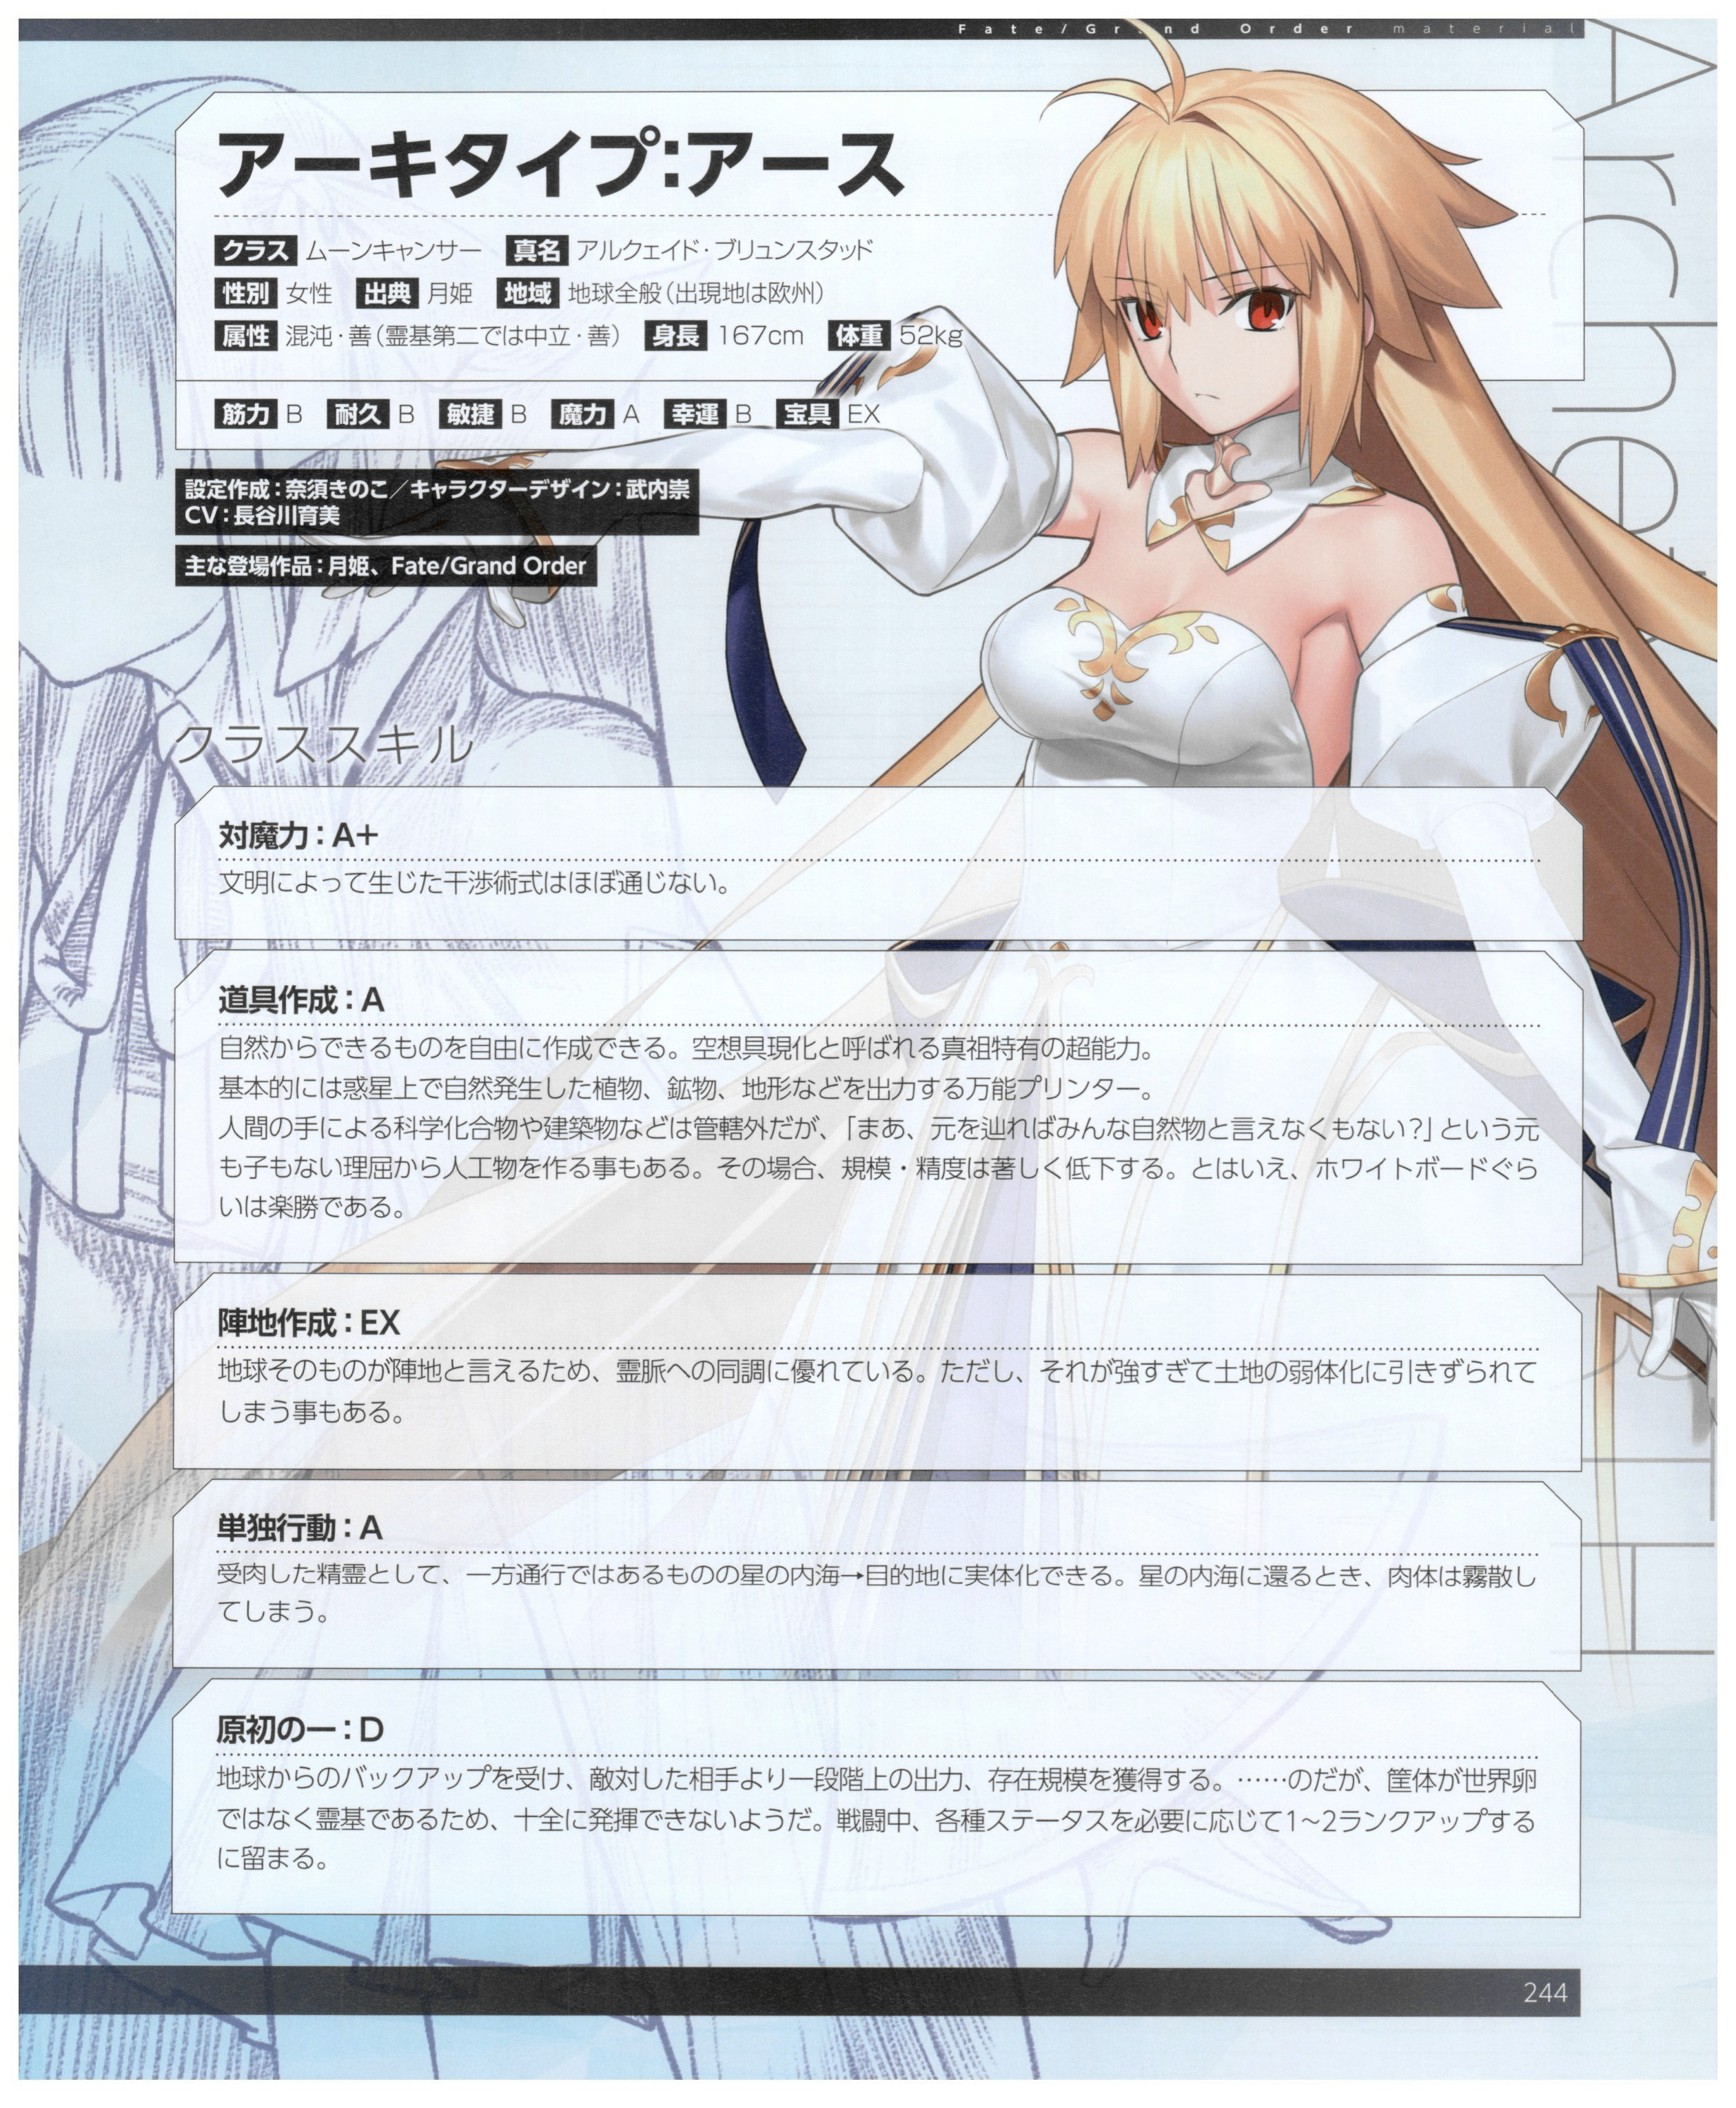 Fate/Grand Order material
アーキタイプ:アース
クラス ムーンキャンサー 真名 アルクェイド・ブリュンスタッド
性別 女性 出典 月姫 地域 地球全般(出現地は欧州)
属性 混沌・善(霊基第二では中立・善) 身長 167cm 体重 52kg
筋力 B 耐久 B 敏捷 B 魔力 A 幸運 B 宝具 EX
設定作成:奈須きのこ/キャラクターデザイン:武内崇
CV:長谷川育美
主な登場作品:月姫、Fate/Grand Order
クラススキル
対魔力:A+
文明によって生じた干渉術式はほぼ通じない。
道具作成:A
自然からできるものを自由に作成できる。空想具現化と呼ばれる真祖特有の超能力。
基本的には惑星上で自然発生した植物、鉱物、地形などを出力する万能プリンター。
人間の手による科学化合物や建築物などは管轄外だが、「まあ、元を辿ればみんな自然物と言えなくもない?」という元
も子もない理屈から人工物を作る事もある。その場合、規模・精度は著しく低下する。とはいえ、ホワイトボードぐら
いは楽勝である。
陣地作成:EX
地球そのものが陣地と言えるため、霊脈への同調に優れている。ただし、それが強すぎて土地の弱体化に引きずられて
しまう事もある。
単独行動:A
受肉した精霊として、一方通行ではあるものの星の内海→目的地に実体化できる。星の内海に還るとき、肉体は霧散し
てしまう。
原初の一:D
地球からのバックアップを受け、敵対した相手より一段階上の出力、存在規模を獲得する。……のだが、筐体が世界卵
ではなく霊基であるため、十全に発揮できないようだ。戦闘中、各種ステータスを必要に応じて1~2ランクアップする
に留まる。
244